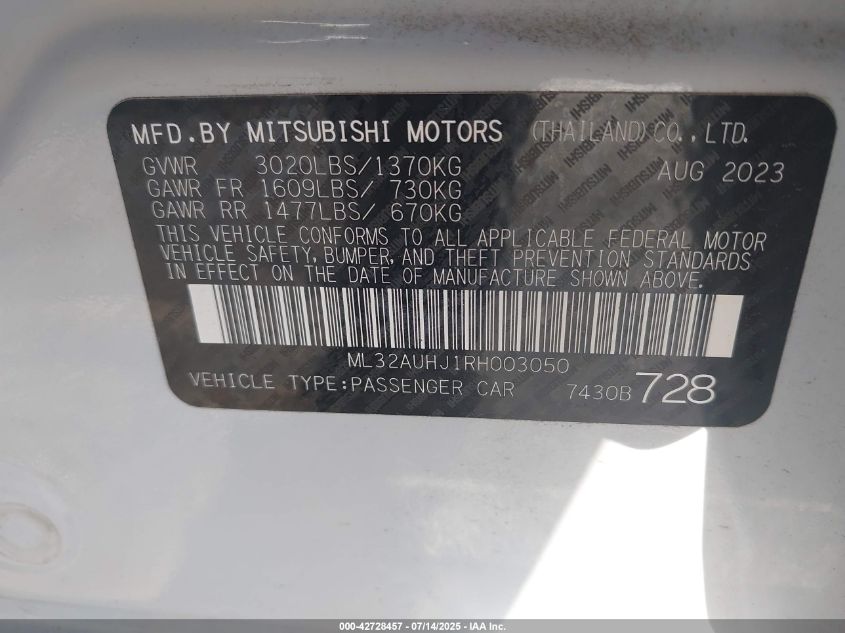 MFD.BY MITSUBISHI MOTORS (THAILAND)CO.,LTD.
GVWR 3020LBS/1370KG AUG 2023
GAWR FR 1609LBS/ 730KG
GAWR RR 1477LBS/ 670KG
THIS VEHICLE CONFORMS TO ALL APPLICABLE FEDERAL MOTOR
VEHICLE SAFETY, BUMPER, AND THEFT PREVENTION STANDARDS
IN EFFECT ON THE DATE OF MANUFACTURE SHOWN ABOVE.
ML32AUHJ1RH003050
VEHICLE TYPE:PASSENGER CAR 7430B728
000-42728457 - 07/14/2025 - IAA Inc.